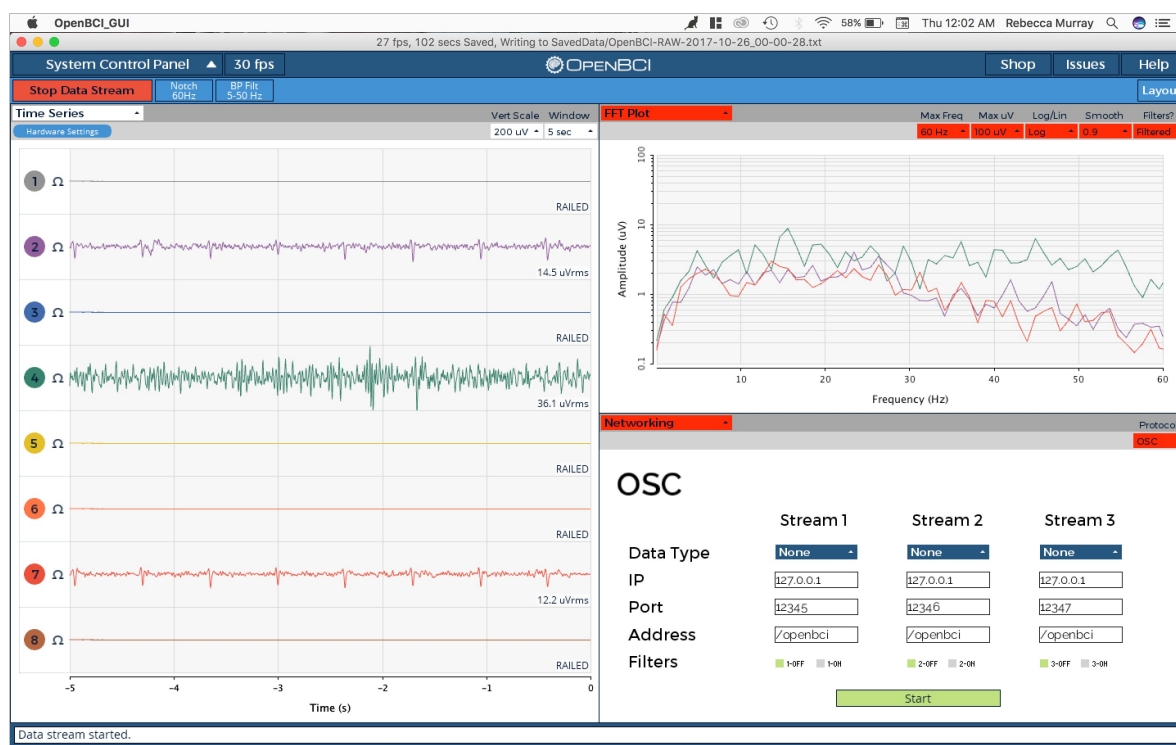 OpenBCI_GUI 58% Thu 12:02 AM Rebecca Murray
27 fps, 102 secs Saved, Writing to SavedData/OpenBCI-RAW-2017-10-26_00-00-28.txt
System Control Panel 30 fps OPENBCI Shop Issues Help
Stop Data Stream Notch 60Hz BP Filt 5-50 Hz Layou
Time Series Vert Scale Window
Hardware Settings 200 uV 5 sec
1 Ω RAILED
2 Ω 14.5 uVrms
3 Ω RAILED
4 Ω 36.1 uVrms
5 Ω RAILED
6 Ω RAILED
7 Ω 12.2 uVrms
8 Ω RAILED
-5 -4 -3 -2 -1 0
Time (s)
FFT Plot Max Freq Max uV Log/Lin Smooth Filters?
60 Hz 100 uV Log 0.9 Filtered
100
10
1
0.1
Amplitude (uV)
10 20 30 40 50 60
Frequency (Hz)
Networking Protoco
OSC
OSC
Stream 1 Stream 2 Stream 3
Data Type None None None
IP 127.0.0.1 127.0.0.1 127.0.0.1
Port 12345 12346 12347
Address /openbci /openbci /openbci
Filters 1-OFF 1-ON 2-OFF 2-ON 3-OFF 3-ON
Start
Data stream started.